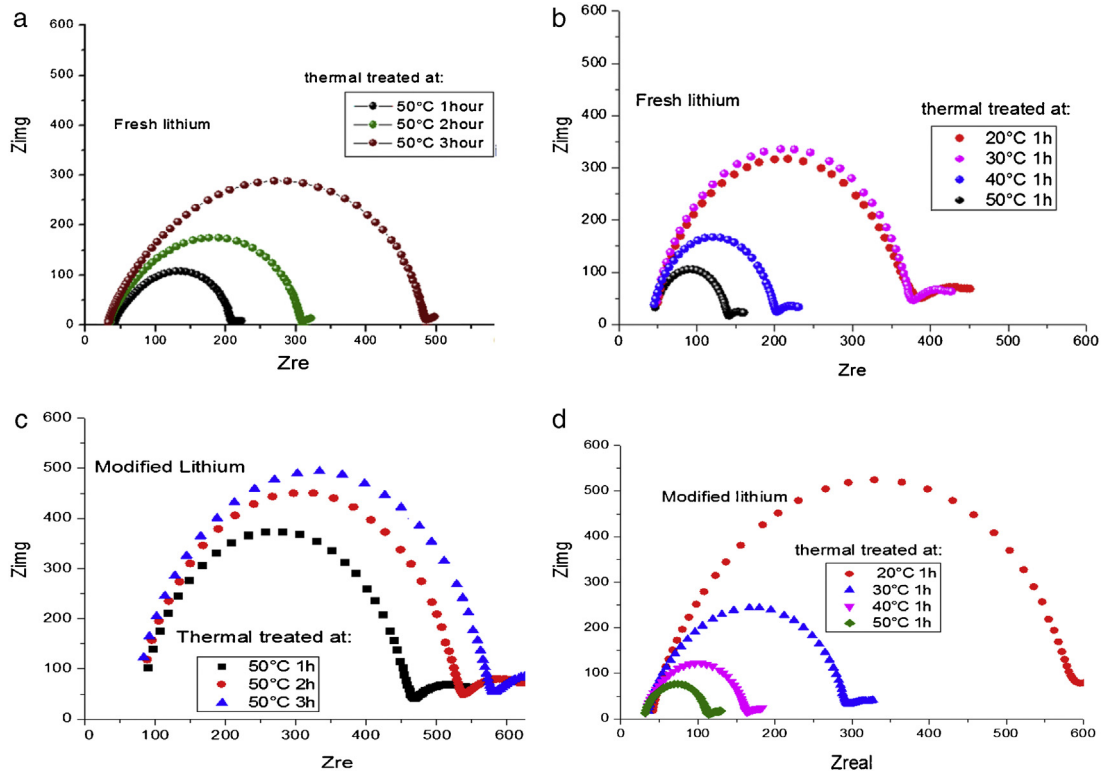 a
600
500
400
300
200
100
0
Zimg
Fresh lithium
thermal treated at:
50°C 1hour
50°C 2hour
50°C 3hour
100 200 300 400 500
Zre
b
600
500
400
300
200
100
0
Zimg
Fresh lithium
thermal treated at:
20°C 1h
30°C 1h
40°C 1h
50°C 1h
0 100 200 300 400 500 600
Zre
c
600
500
400
300
200
100
0
Zimg
Modified Lithium
Thermal treated at:
50°C 1h
50°C 2h
50°C 3h
0 100 200 300 400 500 600
Zre
d
600
500
400
300
200
100
0
Zimg
Modified lithium
thermal treated at:
20°C 1h
30°C 1h
40°C 1h
50°C 1h
0 100 200 300 400 500 600
Zreal